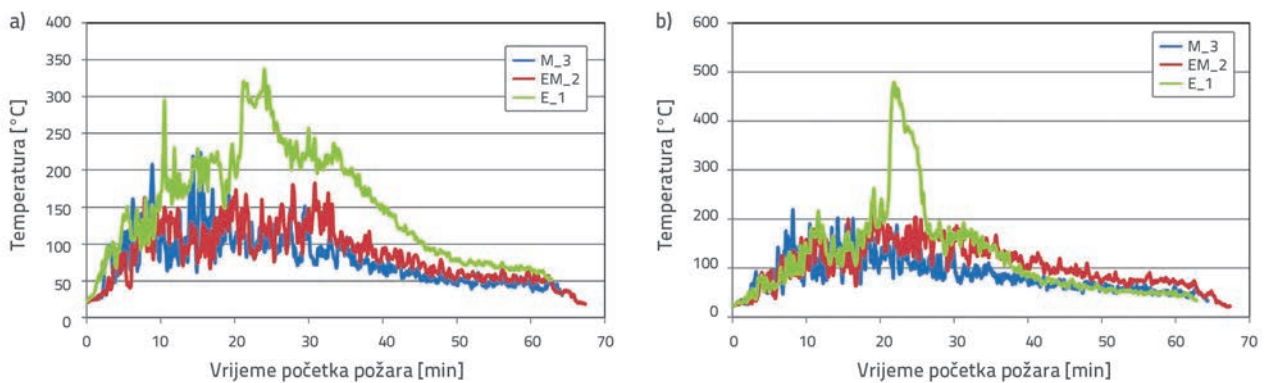 a)
Temperatura [°C]
400
350
300
250
200
150
100
50
0
0 10 20 30 40 50 60 70
Vrijeme početka požara [min]
M_3
EM_2
E_1
b)
Temperatura [°C]
600
500
400
300
200
100
0
0 10 20 30 40 50 60 70
Vrijeme početka požara [min]
M_3
EM_2
E_1